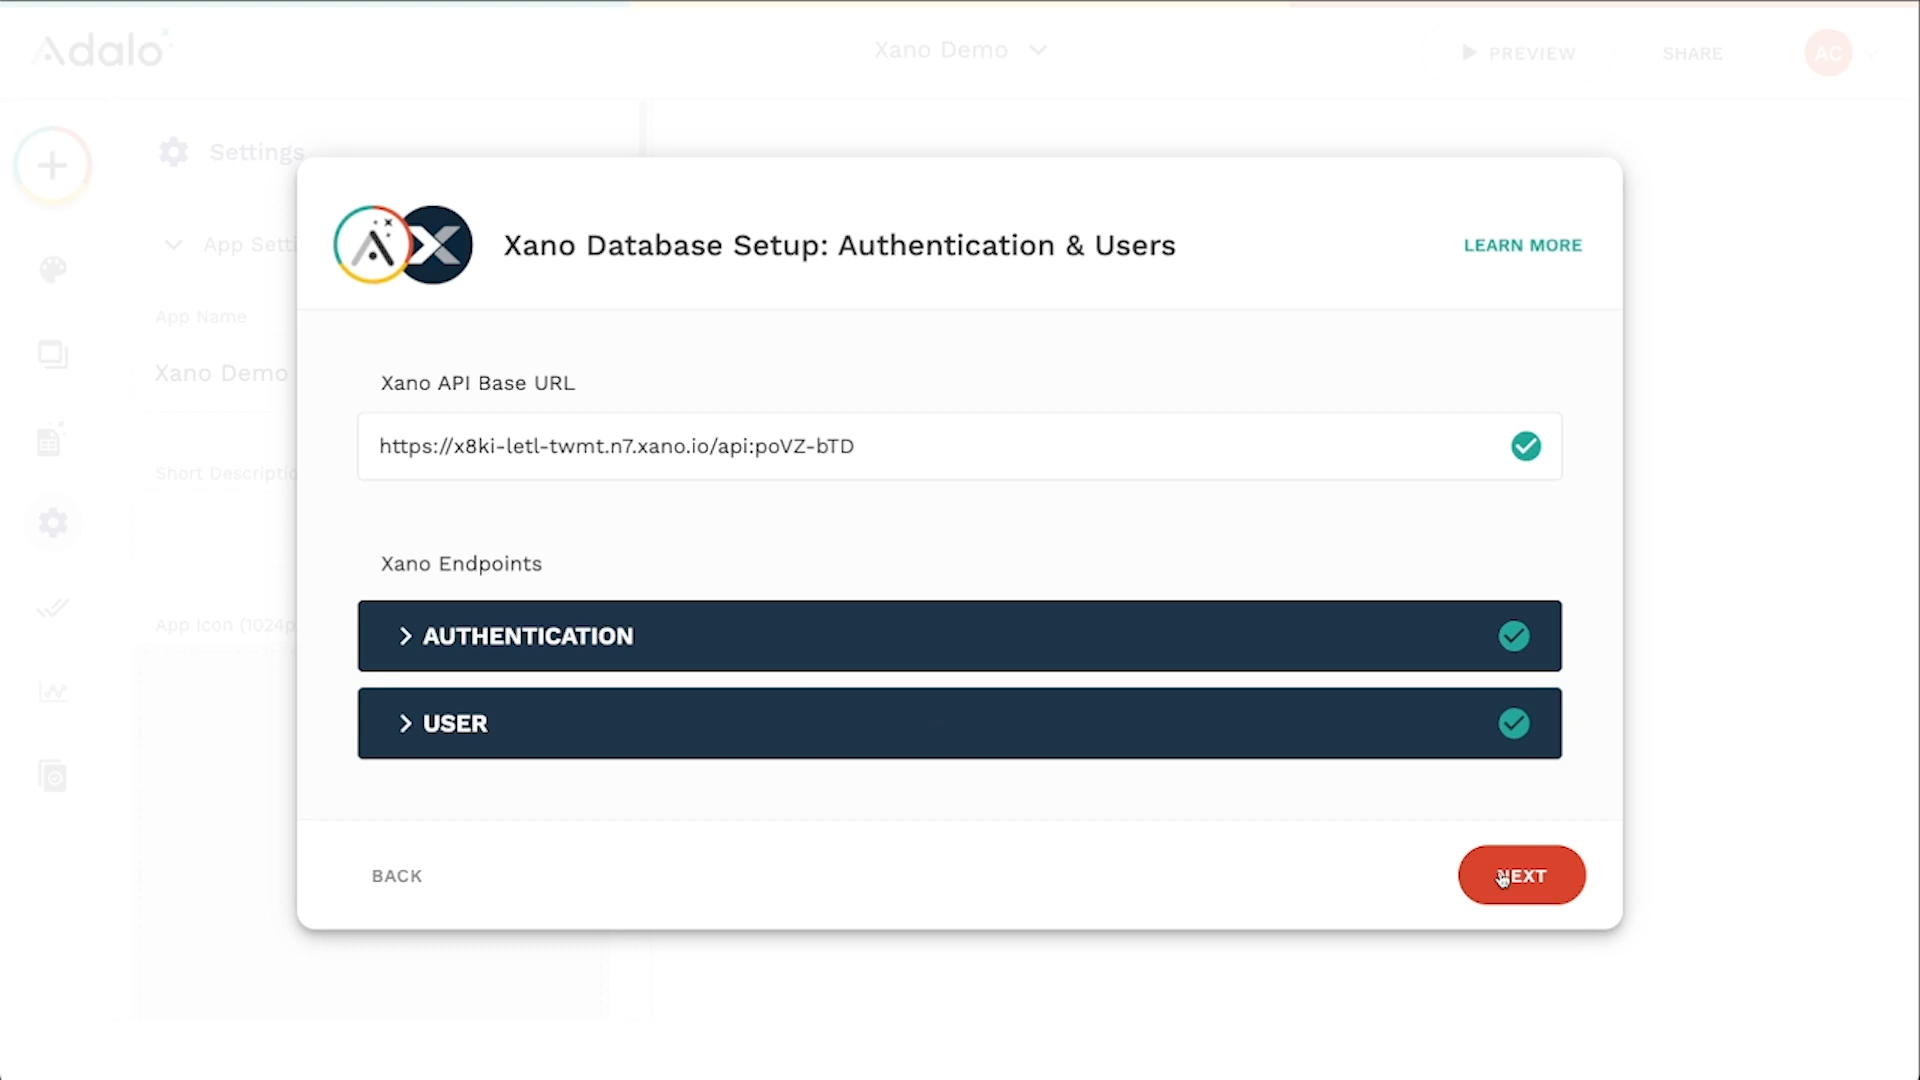 Adalo
Xano Demo
PREVIEW
SHARE
AC
Settings
App Setti
App Name
Xano Demo
Short Descriptio
App Icon (1024p
Xano Database Setup: Authentication & Users
LEARN MORE
Xano API Base URL
https://x8ki-letl-twmt.n7.xano.io/api:poVZ-bTD
Xano Endpoints
AUTHENTICATION
USER
BACK
NEXT